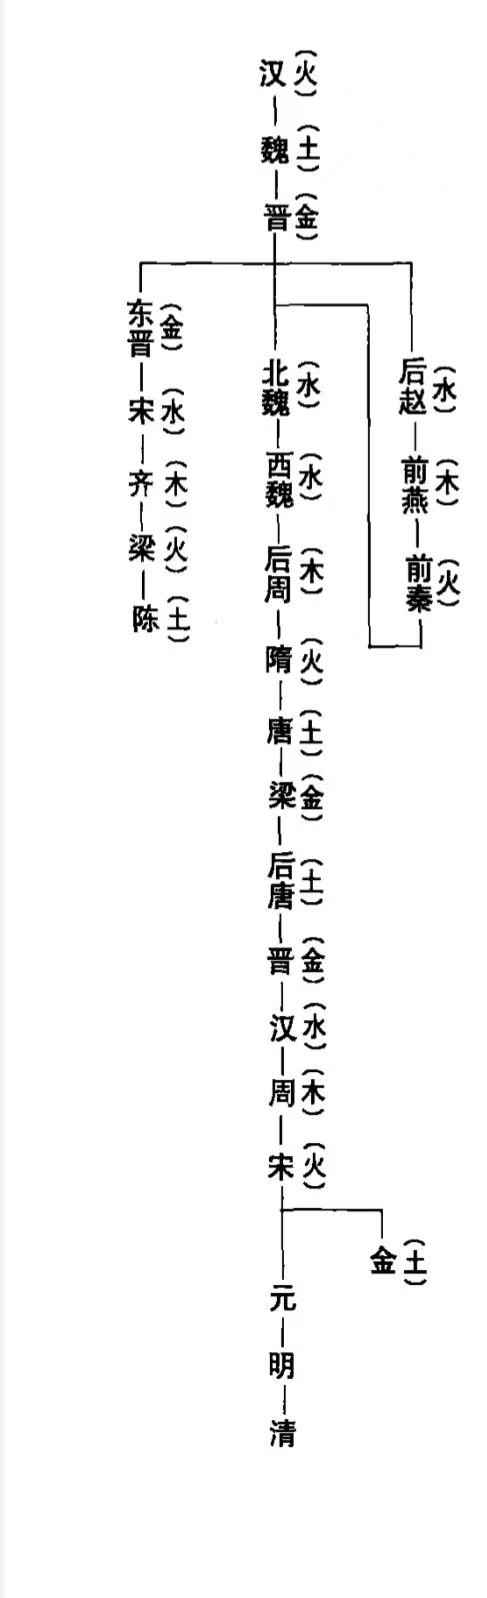 汉（火）
魏（土）
晋（金）
东晋（金）
宋（水）
齐（木）
梁（火）
陈（土）
北魏（水）
西魏（水）
后周（木）
隋（火）
唐（土）
梁（金）
后唐（土）
晋（金）
汉（水）
周（木）
宋（火）
后赵（水）
前燕（木）
前秦（火）
金（土）
元
明
清